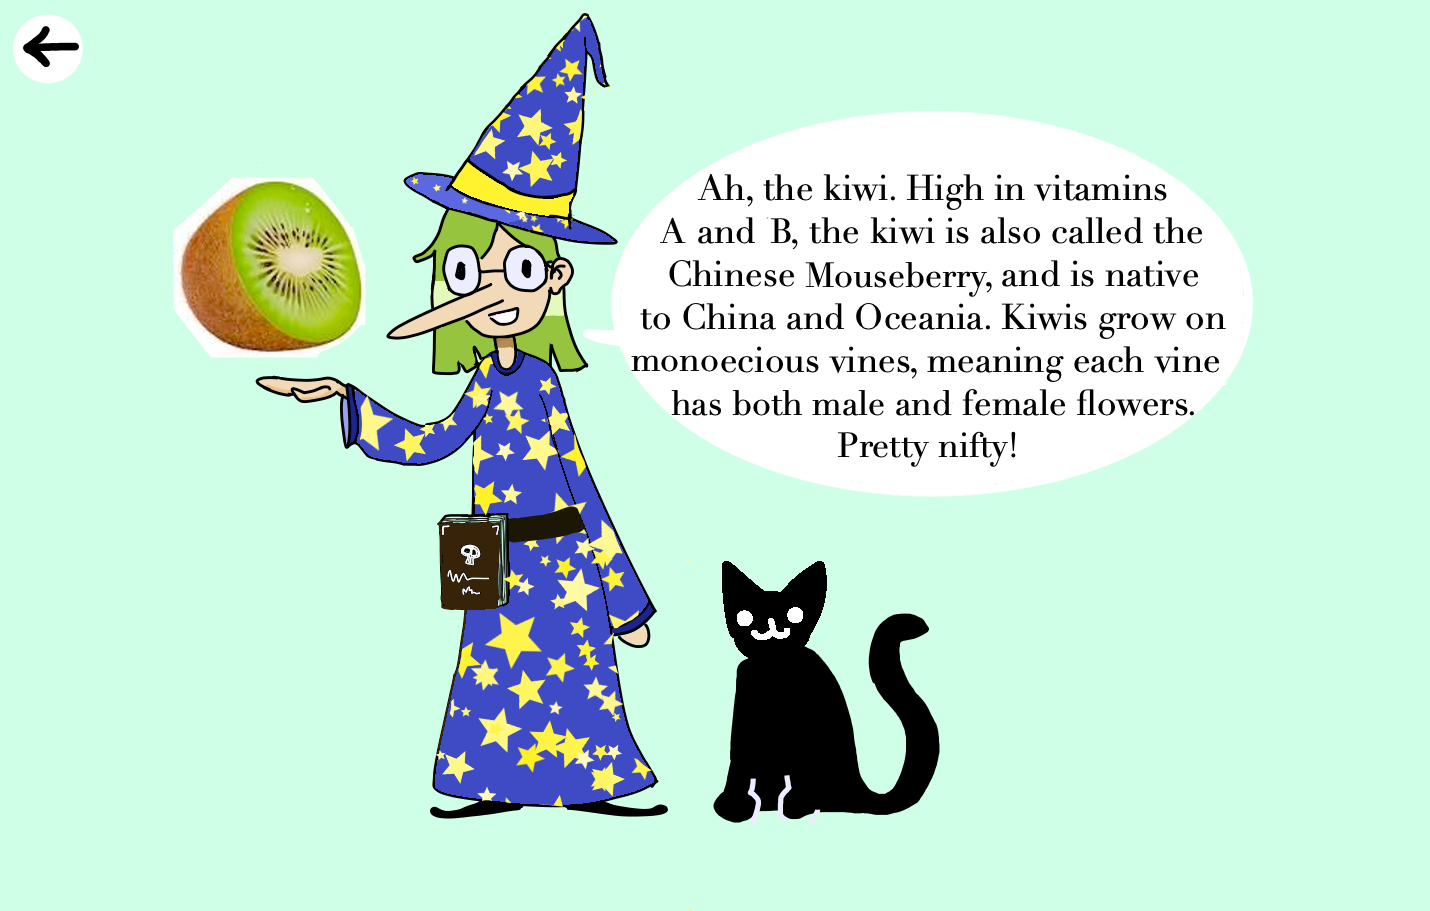 Ah, the kiwi. High in vitamins
A and B, the kiwi is also called the
Chinese Mouseberry, and is native
to China and Oceania. Kiwis grow on
monoecious vines, meaning each vine
has both male and female flowers.
Pretty nifty!